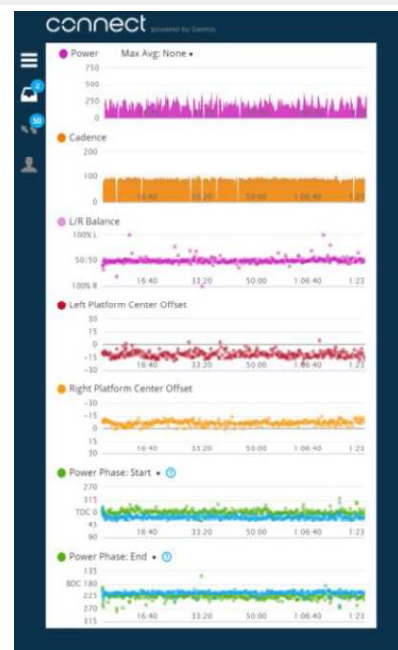 connect powered by Garmin
2
50
Power Max Avg: None
750
500
250
0
Cadence
200
100
0
16:40 33:20 50:00 1:06:40 1:23
L/R Balance
100% L
50/50
100% R
16:40 33:20 50:00 1:06:40 1:23
Left Platform Center Offset
30
15
0
-15
-30
16:40 33:20 50:00 1:06:40 1:23
Right Platform Center Offset
-30
-15
0
15
30
16:40 33:20 50:00 1:06:40 1:23
Power Phase: Start ?
270
315
TDC 0
45
90
16:40 33:20 50:00 1:06:40 1:23
Power Phase: End ?
135
BDC 180
225
270
315
16:40 33:20 50:00 1:06:40 1:23